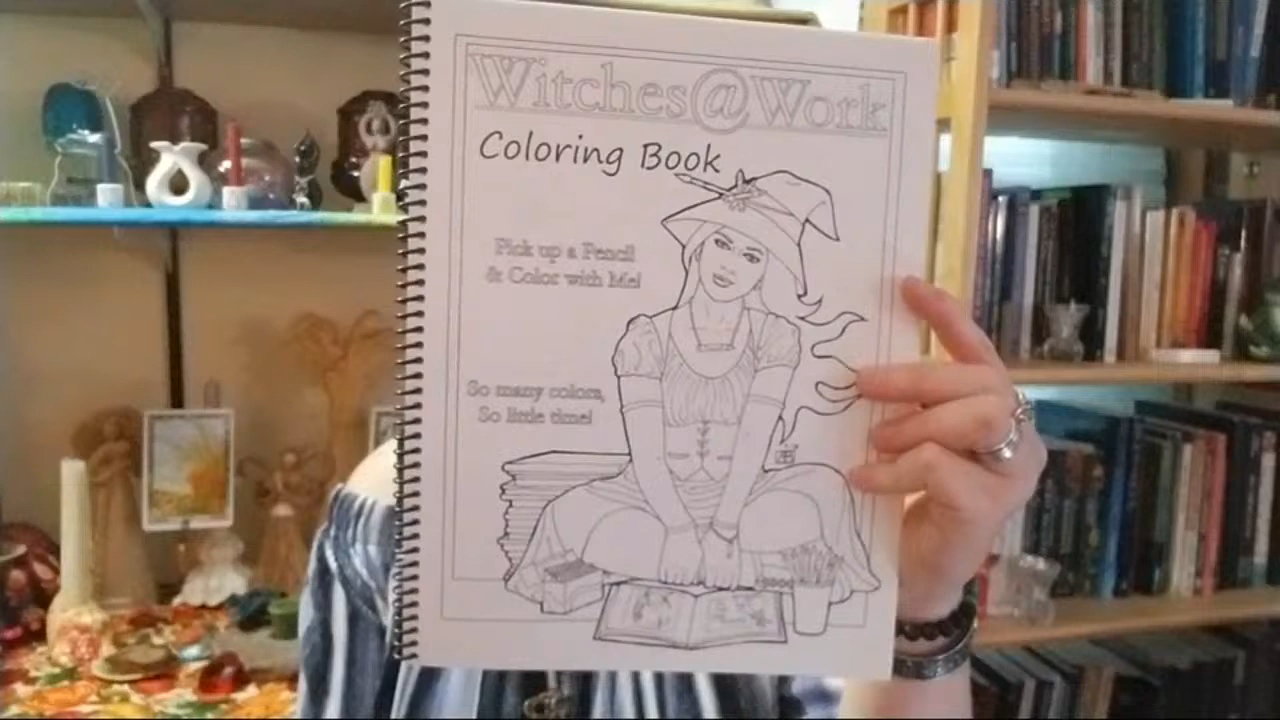 Witches@Work
Coloring Book
Pick up a Pencil
& Color with Me!
So many colors,
So little time!